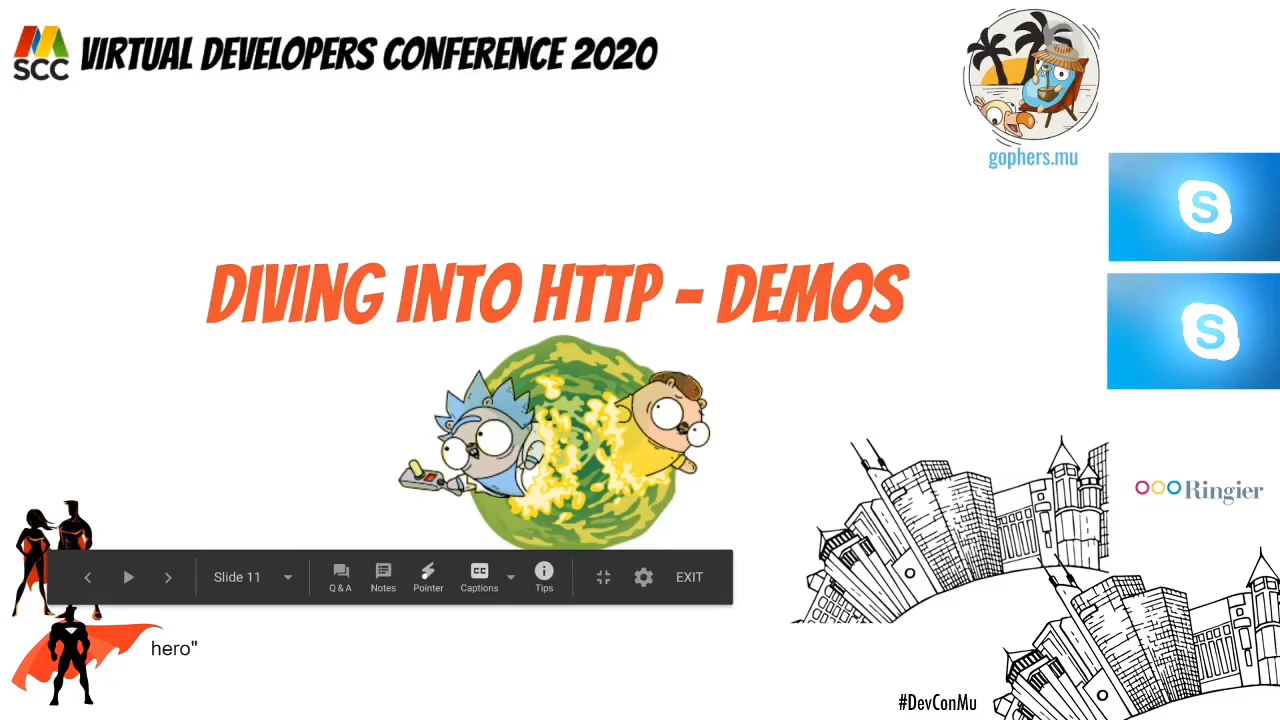 SCC
VIRTUAL DEVELOPERS CONFERENCE 2020
gophers.mu
S
S
DIVING INTO HTTP - DEMOS
Ringier
Slide 11
Q & A
Notes
Pointer
CC
Captions
Tips
EXIT
hero"
#DevConMu